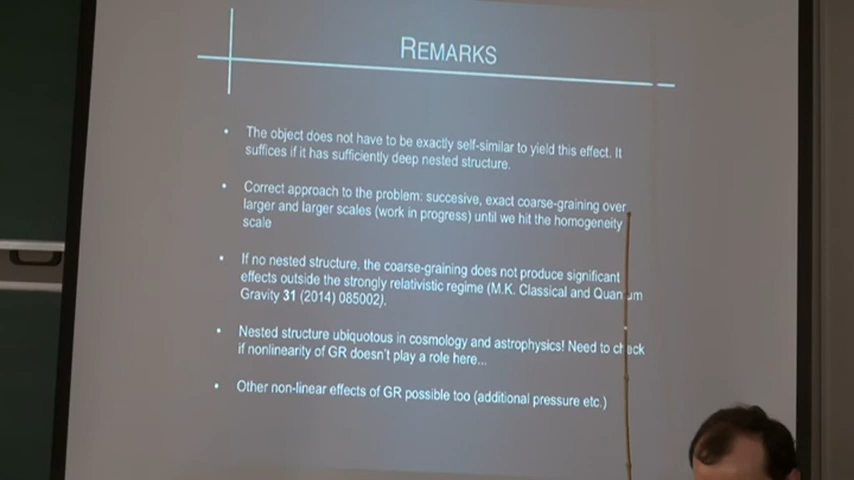 REMARKS
• The object does not have to be exactly self-similar to yield this effect. It
suffices if it has sufficiently deep nested structure.
• Correct approach to the problem: succesive, exact coarse-graining over
larger and larger scales (work in progress) until we hit the homogeneity
scale
• If no nested structure, the coarse-graining does not produce significant
effects outside the strongly relativistic regime (M.K. Classical and Quantum
Gravity 31 (2014) 085002).
• Nested structure ubiquotous in cosmology and astrophysics! Need to check
if nonlinearity of GR doesn't play a role here...
• Other non-linear effects of GR possible too (additional pressure etc.)